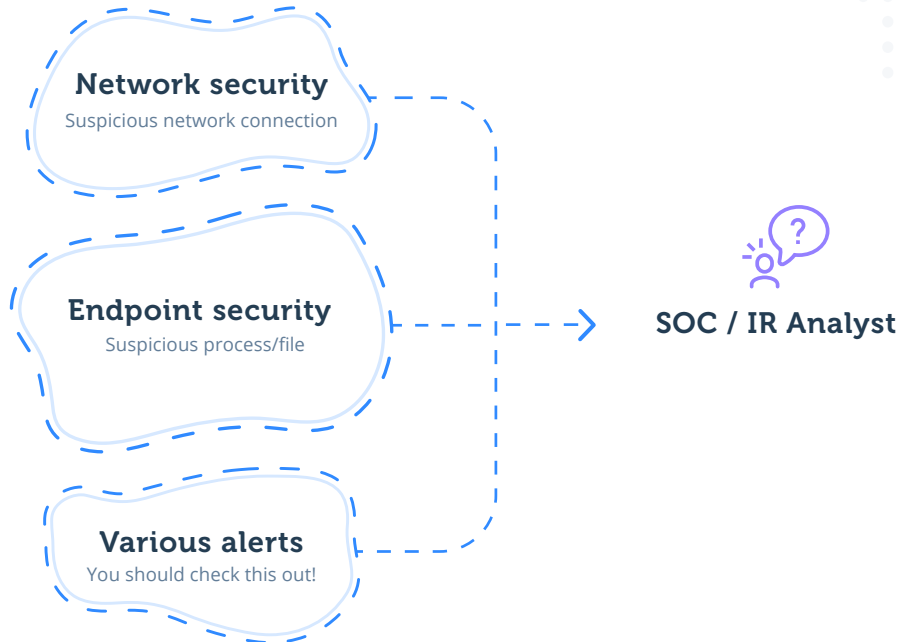 Network security
Suspicious network connection
Endpoint security
Suspicious process/file
Various alerts
You should check this out!
?
SOC / IR Analyst